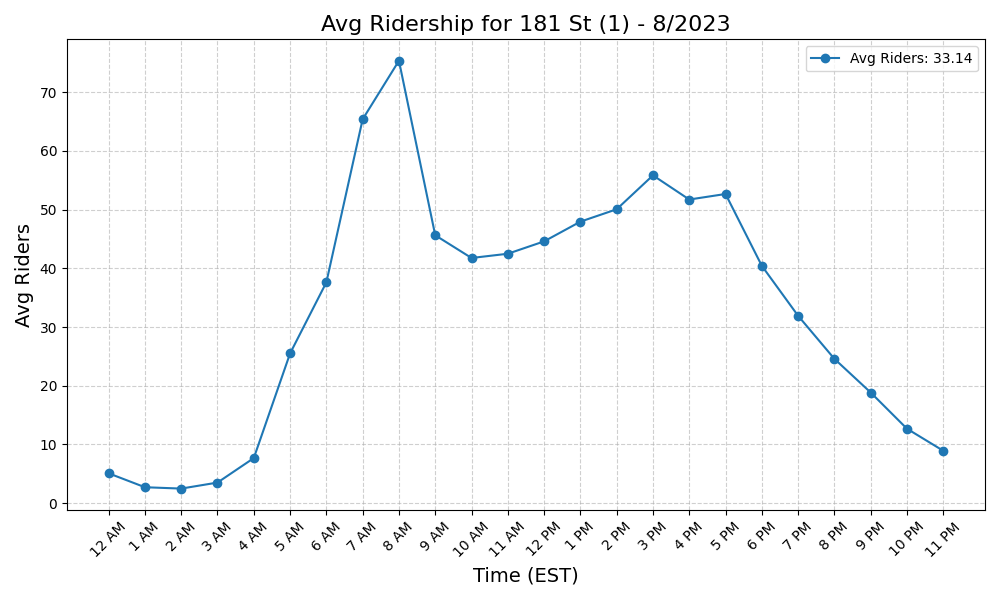 Avg Ridership for 181 St (1) - 8/2023
Avg Riders: 33.14
Avg Riders
70
60
50
40
30
20
10
0
12 AM
1 AM
2 AM
3 AM
4 AM
5 AM
6 AM
7 AM
8 AM
9 AM
10 AM
11 AM
12 PM
1 PM
2 PM
3 PM
4 PM
5 PM
6 PM
7 PM
8 PM
9 PM
10 PM
11 PM
Time (EST)